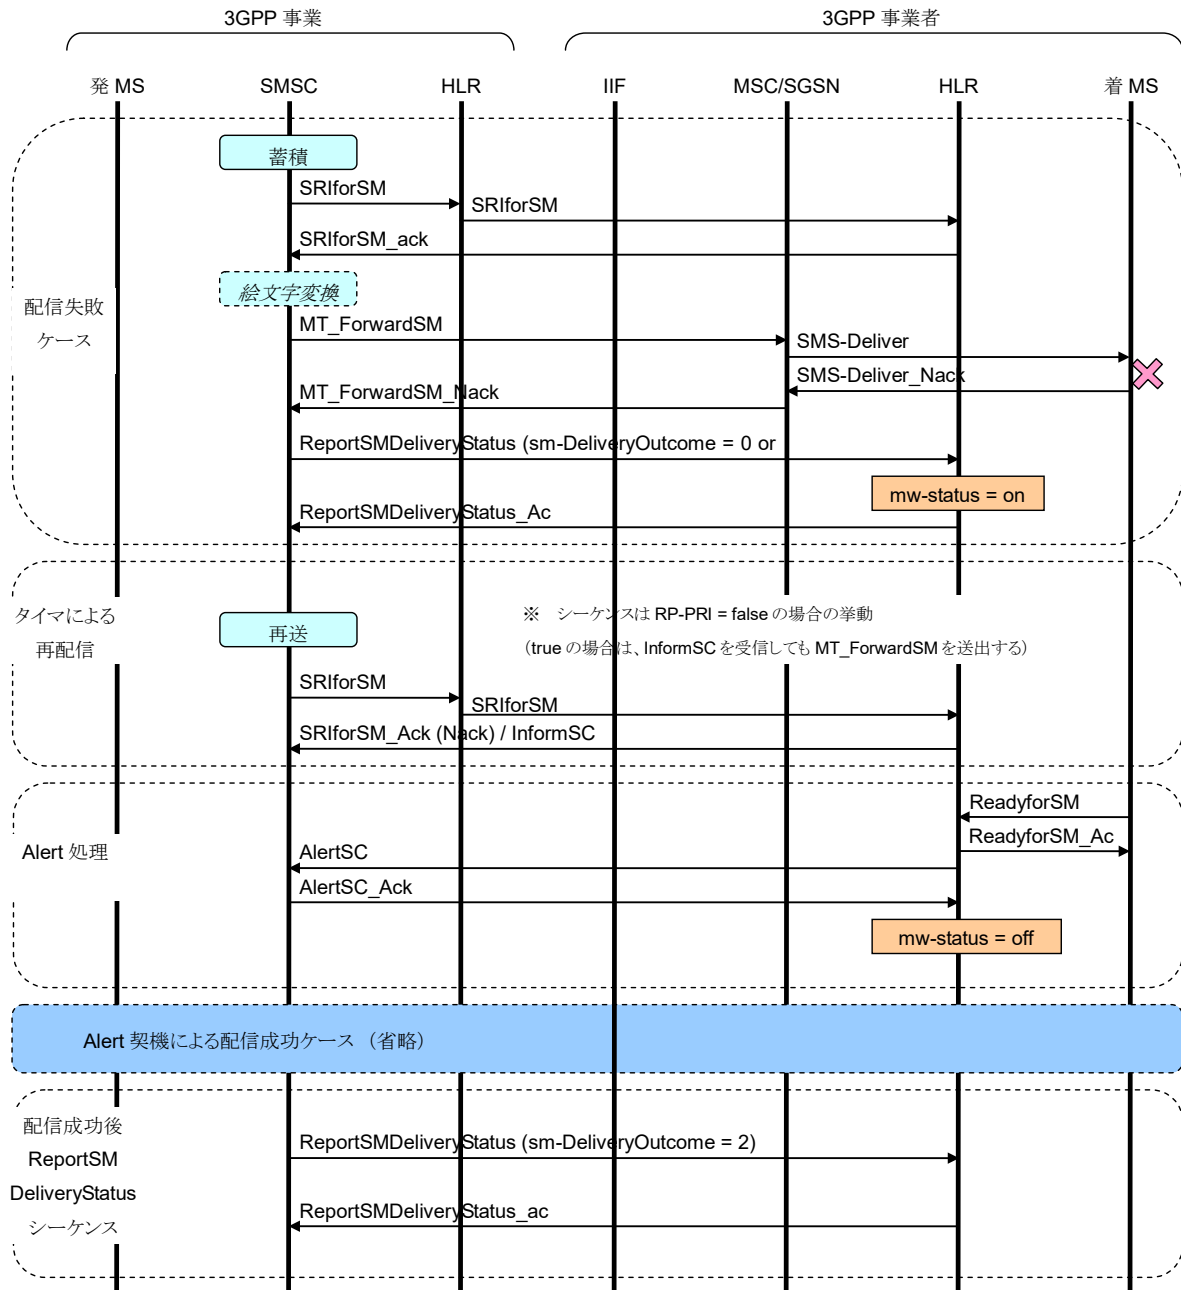 3GPP 事業
3GPP 事業者
発 MS
SMSC
HLR
IIF
MSC/SGSN
HLR
着 MS
蓄積
SRIforSM
SRIforSM
SRIforSM_ack
絵文字変換
配信失敗
ケース
MT_ForwardSM
SMS-Deliver
SMS-Deliver_Nack
MT_ForwardSM_Nack
ReportSMDeliveryStatus (sm-DeliveryOutcome = 0 or
mw-status = on
ReportSMDeliveryStatus_Ac
タイマによる
再配信
再送
※ シーケンスは RP-PRI = false の場合の挙動
（true の場合は、InformSC を受信しても MT_ForwardSM を送出する）
SRIforSM
SRIforSM
SRIforSM_Ack (Nack) / InformSC
Alert 処理
ReadyforSM
ReadyforSM_Ac
AlertSC
AlertSC_Ack
mw-status = off
Alert 契機による配信成功ケース （省略）
配信成功後
ReportSM
DeliveryStatus
シーケンス
ReportSMDeliveryStatus (sm-DeliveryOutcome = 2)
ReportSMDeliveryStatus_ac